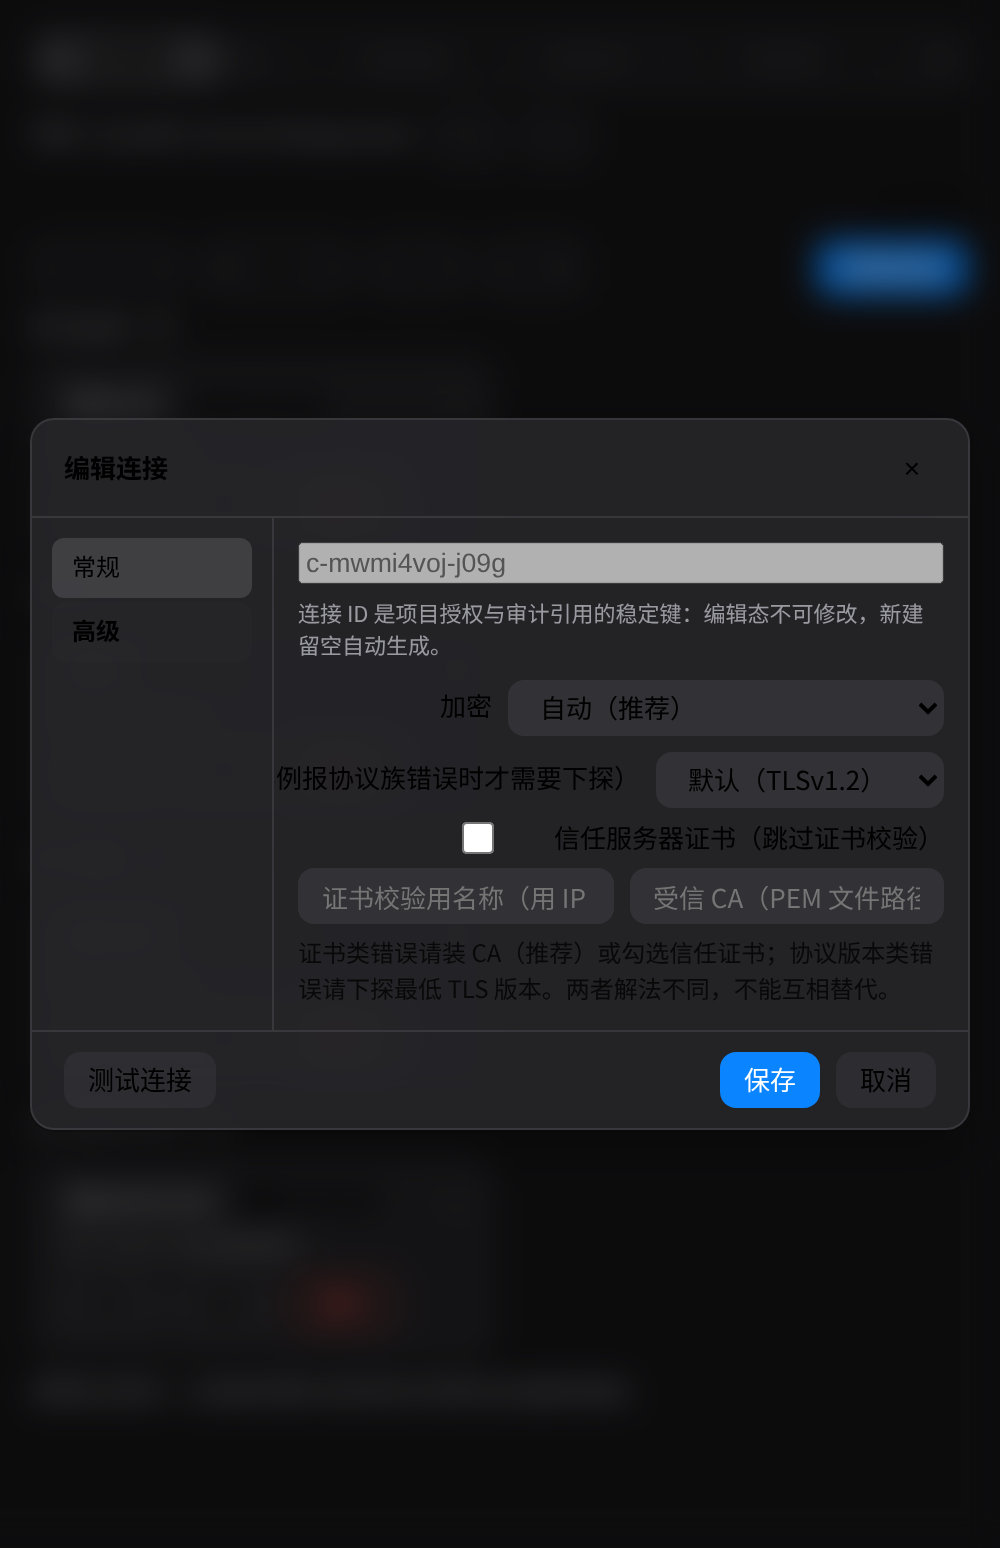 编辑连接
×
常规
高级
c-mwmi4voj-j09g
连接 ID 是项目授权与审计引用的稳定键：编辑态不可修改，新建
留空自动生成。
加密
自动（推荐）
例报协议族错误时才需要下探）
默认（TLSv1.2）
信任服务器证书（跳过证书校验）
证书校验用名称（用 IP
受信 CA（PEM 文件路径
证书类错误请装 CA（推荐）或勾选信任证书；协议版本类错
误请下探最低 TLS 版本。两者解法不同，不能互相替代。
测试连接
保存
取消